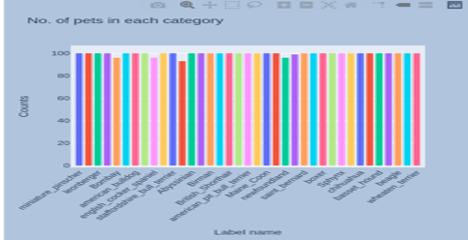 No. of pets in each category
Counts
100
80
60
40
20
0
miniature_pinscher
leonberger
Bombay
american_bulldog
english_cocker_spaniel
staffordshire_bull_terrier
Abyssinian
Birman
British_Shorthair
american_pit_bull_terrier
Maine_Coon
newfoundland
saint_bernard
boxer
Sphynx
chihuahua
basset_hound
beagle
wheaten_terrier
Label name